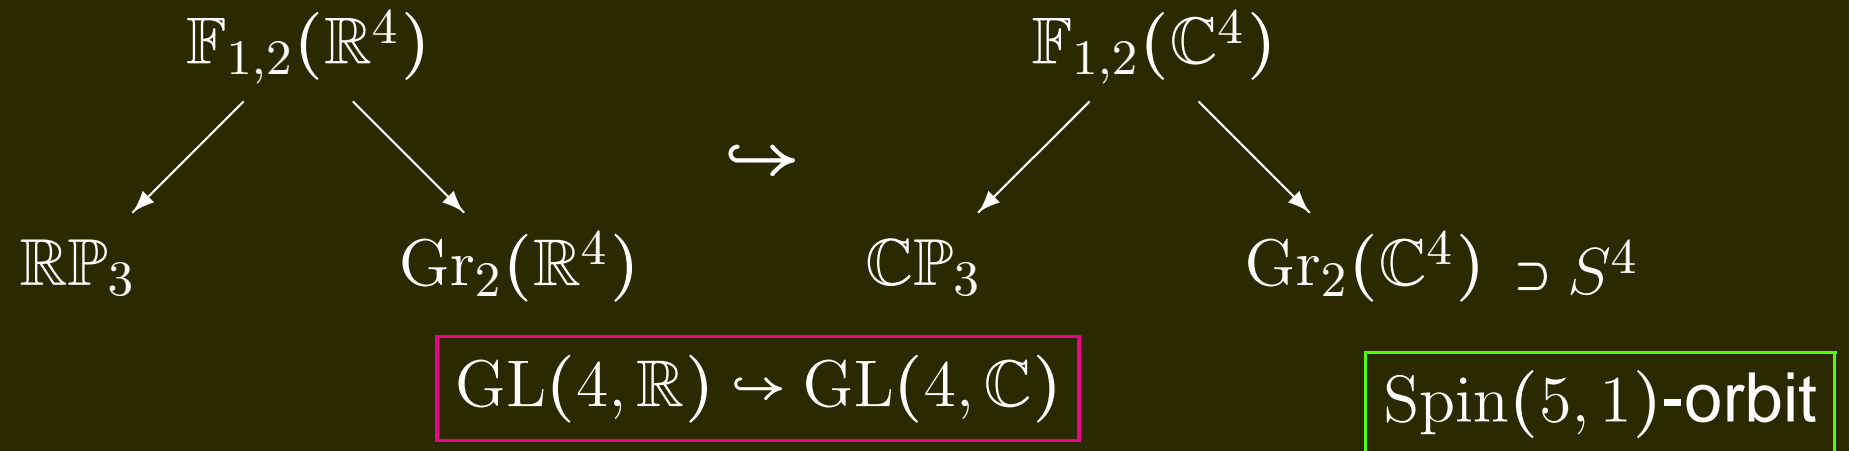 𝔽₁,₂(ℝ⁴) 𝔽₁,₂(ℂ⁴)
↪
ℝℙ₃ Gr₂(ℝ⁴) ℂℙ₃ Gr₂(ℂ⁴) ⊃ S⁴
GL(4, ℝ) ↪ GL(4, ℂ)
Spin(5, 1)-orbit